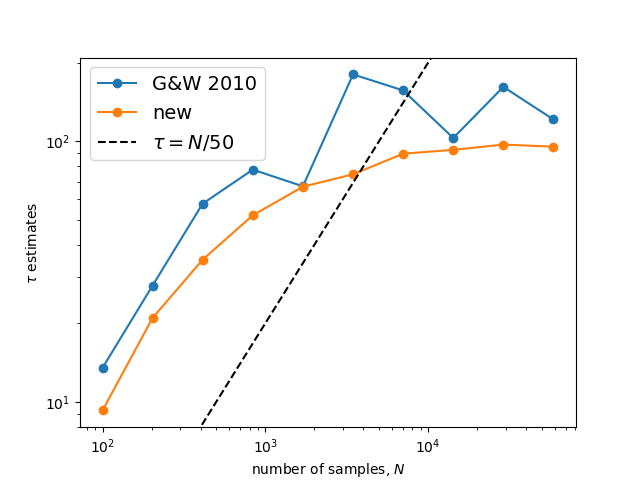 G&W 2010
new
τ = N/50
10²
10¹
τ estimates
10² 10³ 10⁴
number of samples, N